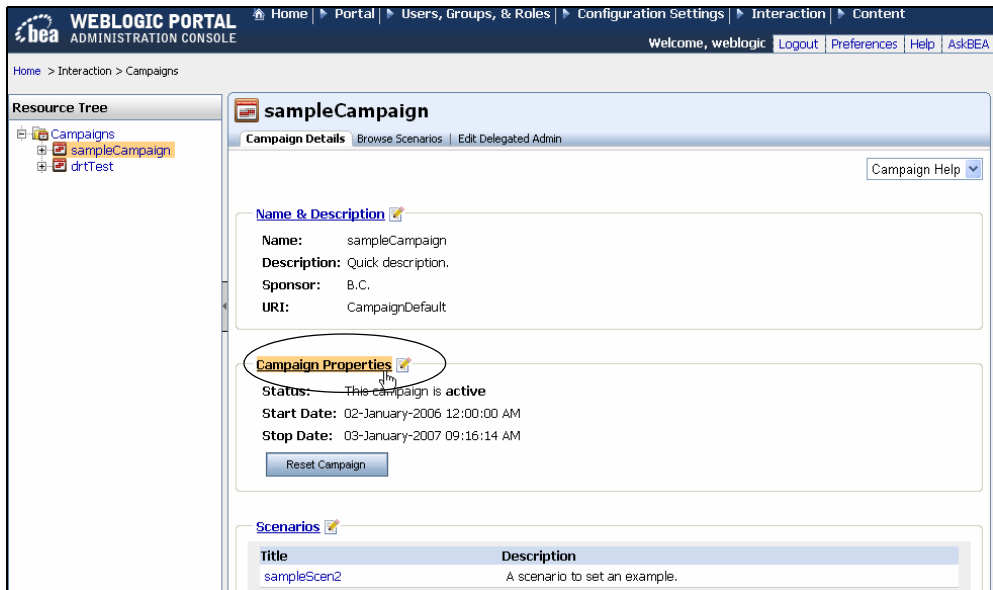 bea WEBLOGIC PORTAL
ADMINISTRATION CONSOLE
Home | Portal | Users, Groups, & Roles | Configuration Settings | Interaction | Content
Welcome, weblogic Logout Preferences Help AskBEA
Home > Interaction > Campaigns
Resource Tree
Campaigns
sampleCampaign
drtTest
sampleCampaign
Campaign Details Browse Scenarios | Edit Delegated Admin
Campaign Help
Name & Description
Name: sampleCampaign
Description: Quick description.
Sponsor: B.C.
URI: CampaignDefault
Campaign Properties
Status: This campaign is active
Start Date: 02-January-2006 12:00:00 AM
Stop Date: 03-January-2007 09:16:14 AM
Reset Campaign
Scenarios
Title Description
sampleScen2 A scenario to set an example.